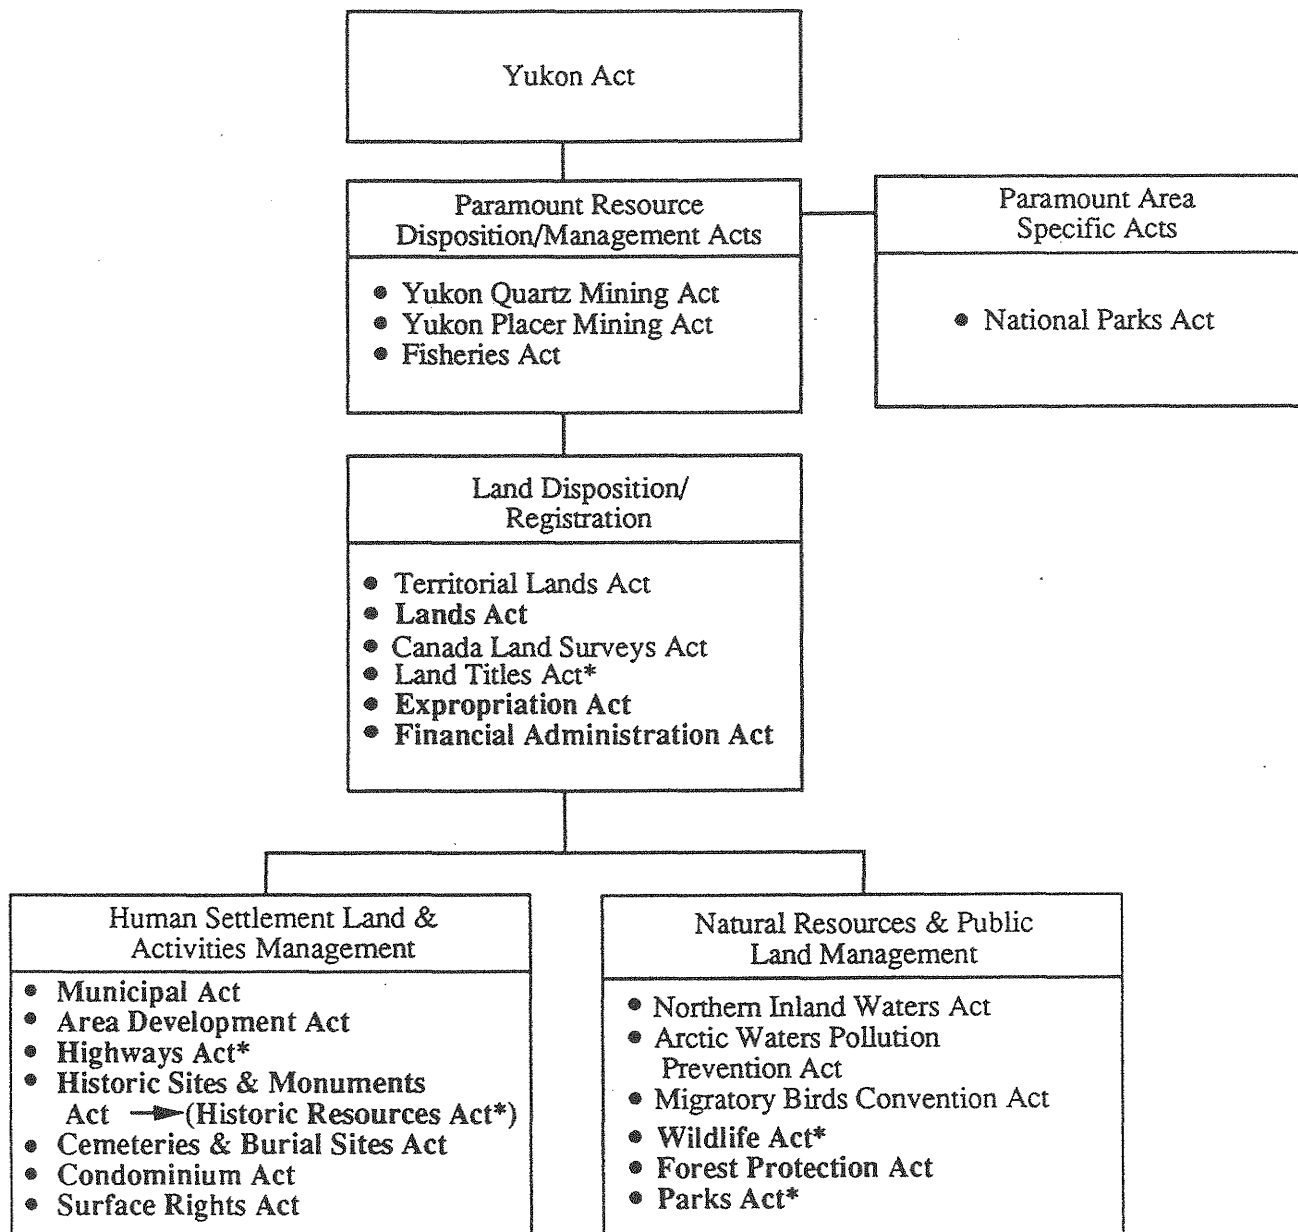 Yukon Act
Paramount Resource
Disposition/Management Acts
• Yukon Quartz Mining Act
• Yukon Placer Mining Act
• Fisheries Act
Paramount Area
Specific Acts
• National Parks Act
Land Disposition/
Registration
• Territorial Lands Act
• Lands Act
• Canada Land Surveys Act
• Land Titles Act*
• Expropriation Act
• Financial Administration Act
Human Settlement Land &
Activities Management
• Municipal Act
• Area Development Act
• Highways Act*
• Historic Sites & Monuments
Act → (Historic Resources Act*)
• Cemeteries & Burial Sites Act
• Condominium Act
• Surface Rights Act
Natural Resources & Public
Land Management
• Northern Inland Waters Act
• Arctic Waters Pollution
Prevention Act
• Migratory Birds Convention Act
• Wildlife Act*
• Forest Protection Act
• Parks Act*